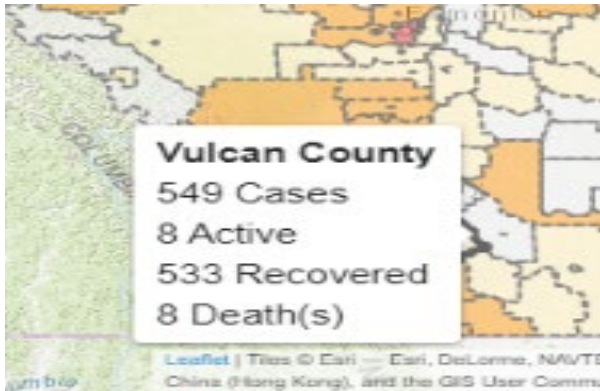 Vulcan County
549 Cases
8 Active
533 Recovered
8 Death(s)
Leaflet | Tiles © Esri — Esri, DeLorme, NAVTE
China (Hong Kong), and the GIS User Comm